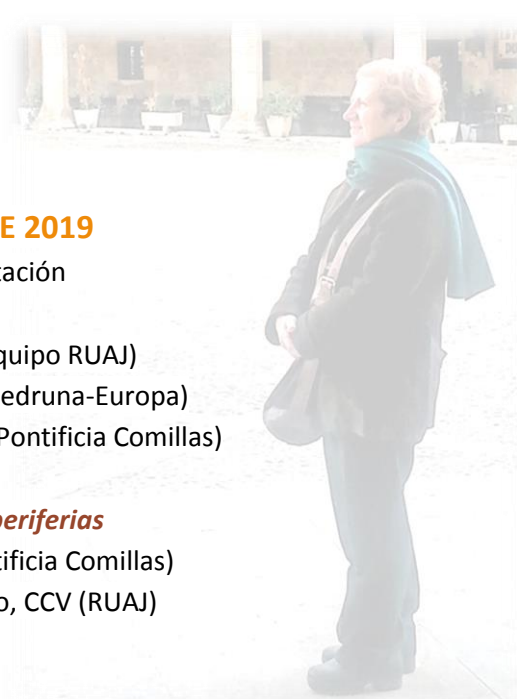 E 2019
tación
quipo RUAJ)
edruna-Europa)
Pontificia Comillas)
periferias
tificia Comillas)
o, CCV (RUAJ)